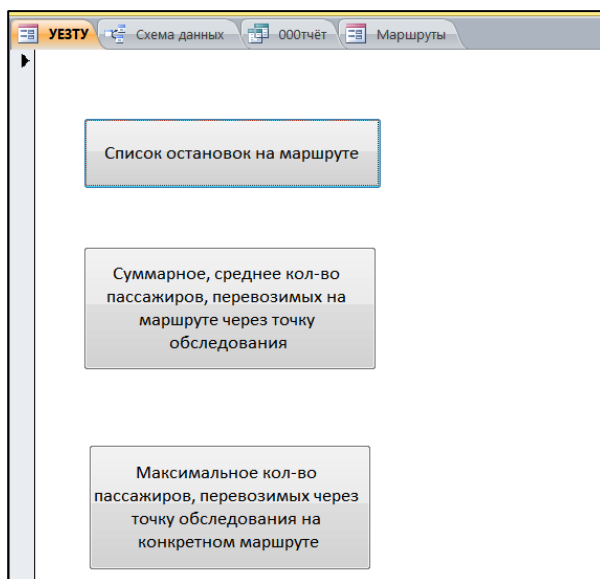 УЕЗТУ Схема данных 000тчёт Маршруты
Список остановок на маршруте
Суммарное, среднее кол-во
пассажиров, перевозимых на
маршруте через точку
обследования
Максимальное кол-во
пассажиров, перевозимых через
точку обследования на
конкретном маршруте